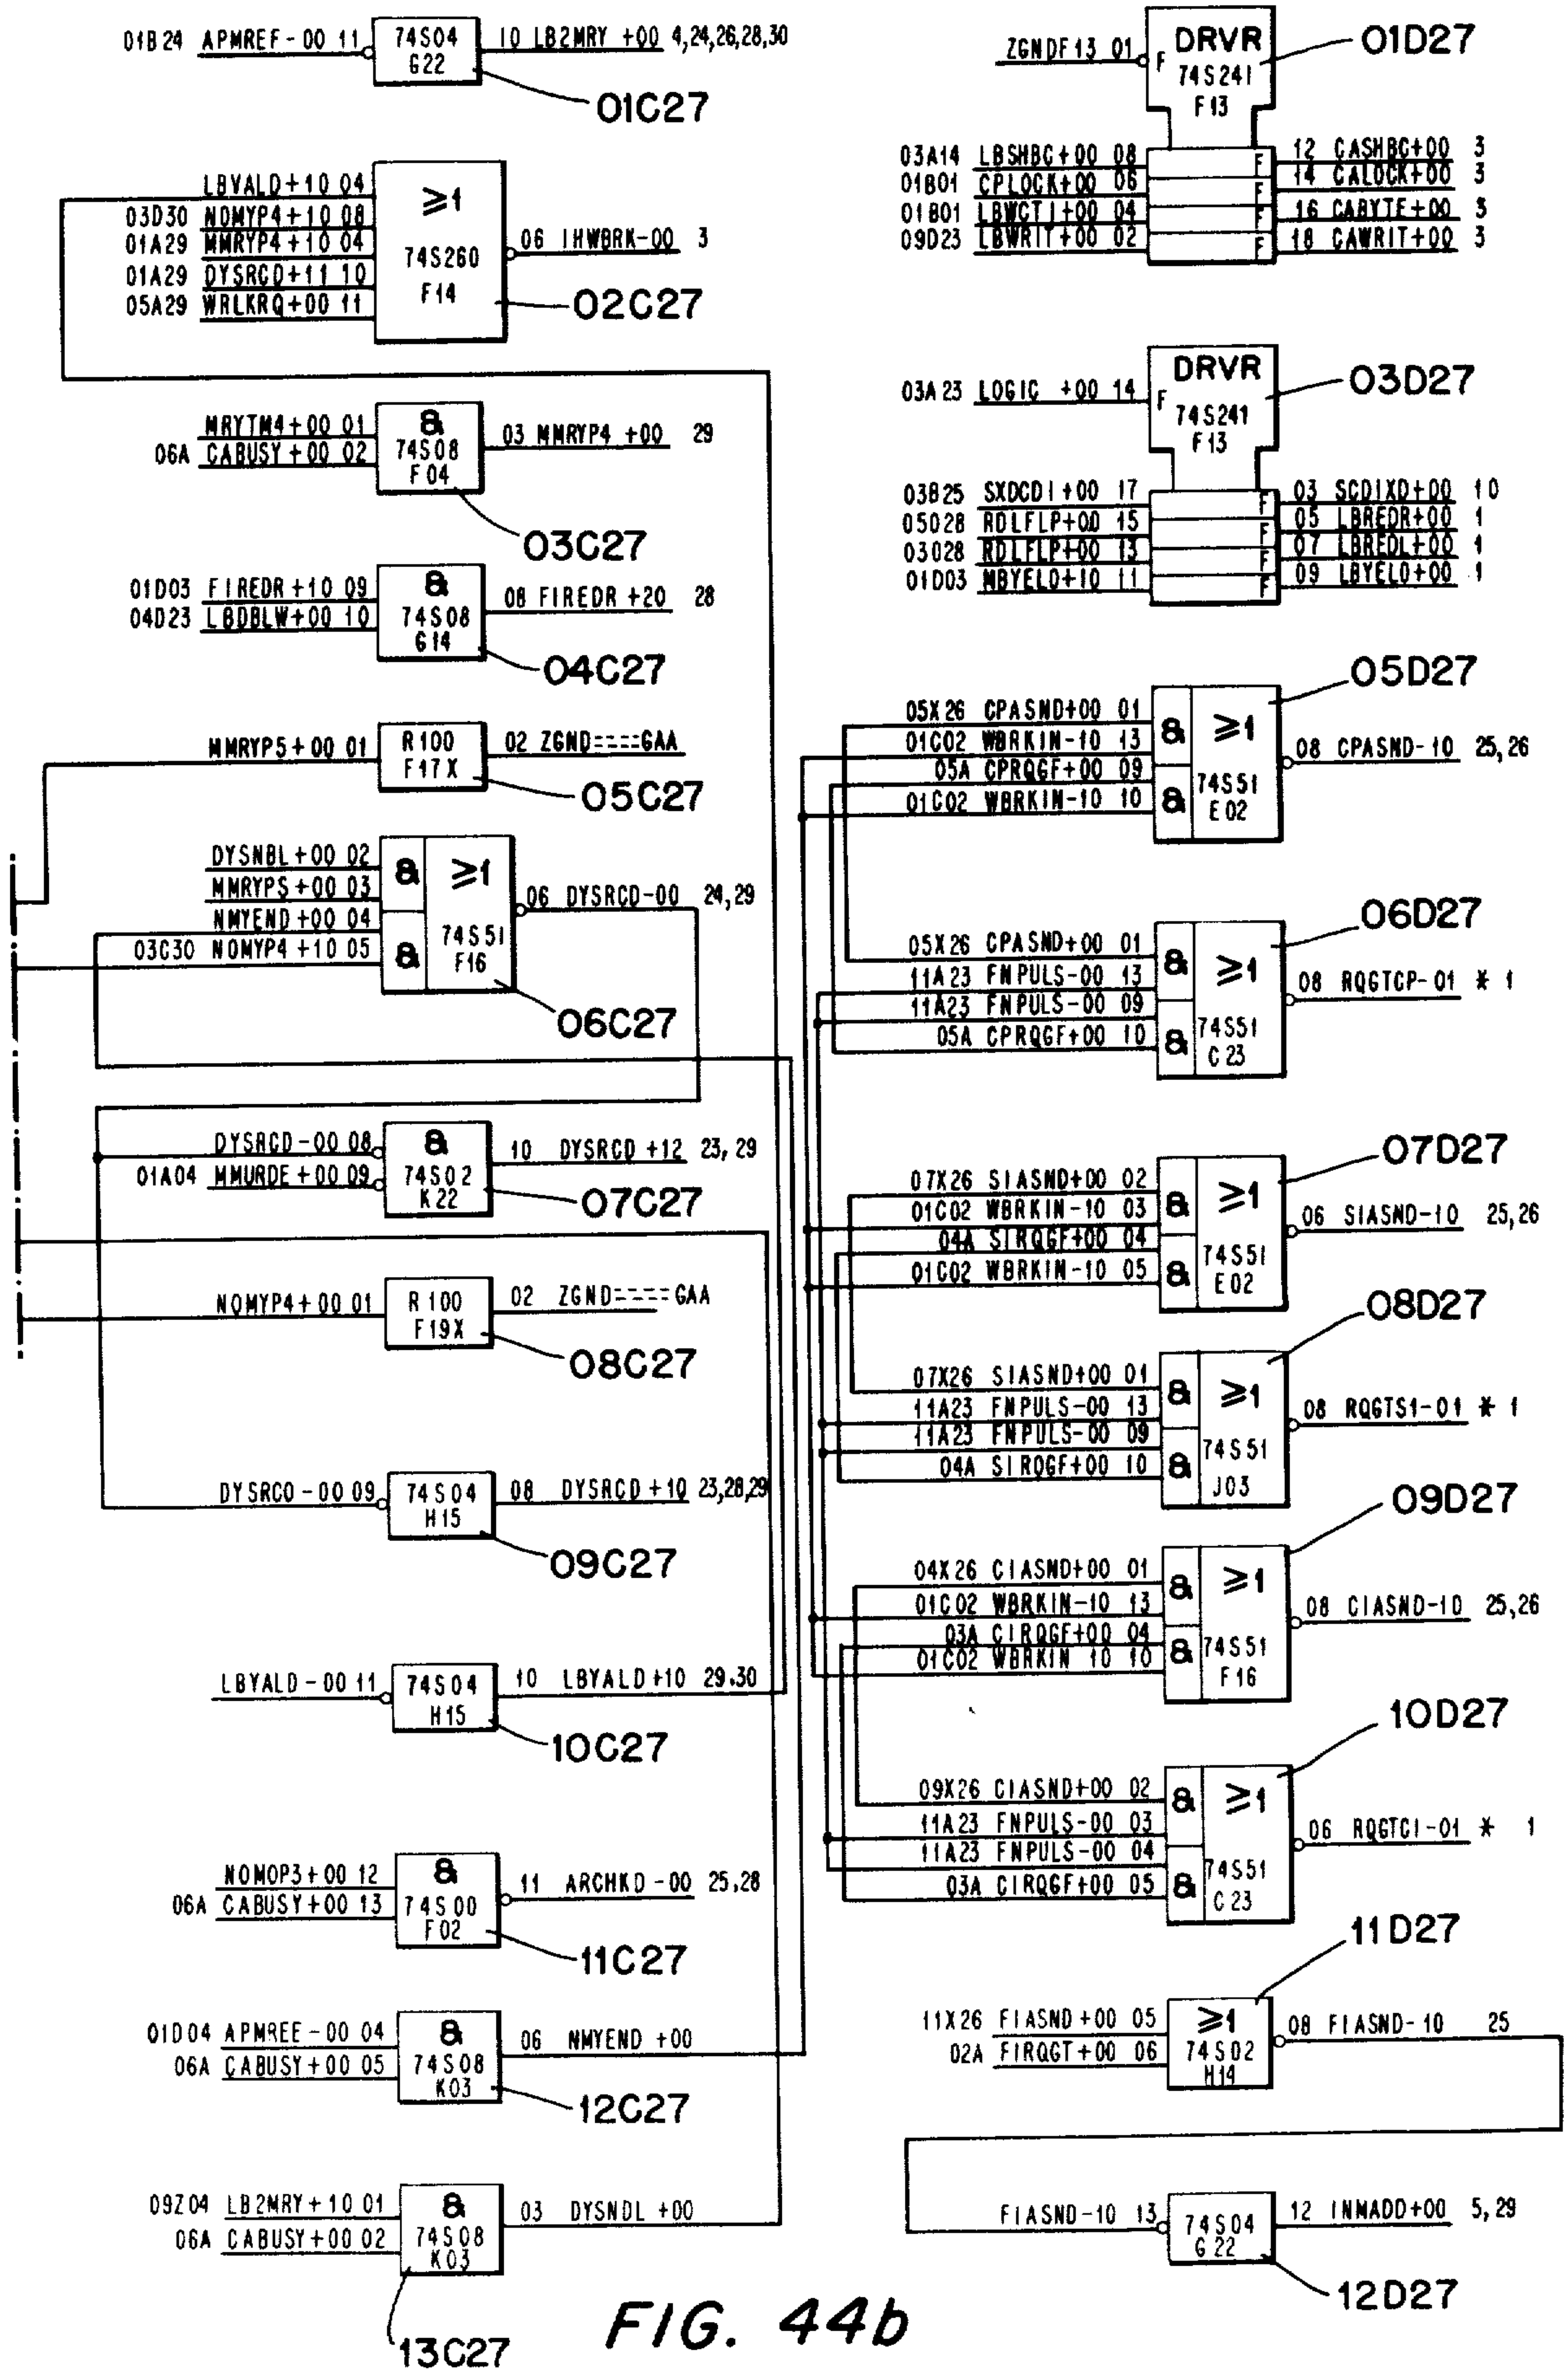 01B24 APMREF-00 11 74S04 G22 10 LB2MRY +00 4,24,26,28,30
01C27
LBVALD+10 04
03D30 NOMYP4+10 08
01A29 MMRYP4+10 04
01A29 DYSRCD+11 10
05A29 WRLKRQ+00 11
≥1
74S260
F14
06 IHWBRK-00 3
02C27
MRYTM4+00 01
06A CABUSY+00 02
&
74S08
F04
03 MMRYP4 +00 29
03C27
01D03 FIREDR+10 09
04D23 LBDBLW+00 10
&
74S08
G14
08 FIREDR +20 28
04C27
MMRYP5+00 01
R100
F17X
02 ZGND====GAA
05C27
DYSNBL+00 02
MMRYPS+00 03
NMYEND+00 04
03C30 NOMYP4+10 05
& ≥1
& 74S51
F16
06 DYSRCD-00 24,29
06C27
DYSRCD-00 08
01A04 MMURDE+00 09
&
74S02
K22
10 DYSRCD +12 23,29
07C27
NOMYP4+00 01
R100
F19X
02 ZGND====GAA
08C27
DYSRCO-00 09
74S04
H15
08 DYSRCD+10 23,28,29
09C27
LBYALD-00 11
74S04
H15
10 LBYALD+10 29,30
10C27
NOMOP3+00 12
06A CABUSY+00 13
&
74S00
F02
11 ARCHKD-00 25,28
11C27
01D04 APMREE-00 04
06A CABUSY+00 05
&
74S08
K03
06 NMYEND +00
12C27
09Z04 LB2MRY+10 01
06A CABUSY+00 02
&
74S08
K03
03 DYSNDL +00
13C27
ZGNDF13 01
F
DRVR
74S241
F13
01D27
03A14 LBSHBC+00 08 F 12 CASHBC+00 3
01B01 CPLOCK+00 06 F 14 CALOCK+00 3
01B01 LBWCT1+00 04 F 16 CABYTE+00 3
09D23 LBWRIT+00 02 F 18 CAWRIT+00 3
03A23 LOGIC +00 14
F
DRVR
74S241
F13
03D27
03B25 SXDCD1+00 17 F 03 SCDIXD+00 10
05028 RDLFLP+00 15 F 05 LBREDR+00 1
03028 RDLFLP+00 13 F 07 LBREDL+00 1
01D03 MBYELO+10 11 F 09 LBYELO+00 1
05X26 CPASND+00 01
01C02 WBRKIN-10 13
05A CPRQGF+00 09
01C02 WBRKIN-10 10
& ≥1
& 74S51
E02
08 CPASND-10 25,26
05D27
05X26 CPASND+00 01
11A23 FNPULS-00 13
11A23 FNPULS-00 09
05A CPRQGF+00 10
& ≥1
& 74S51
C23
08 RQGTCP-01 * 1
06D27
07X26 SIASND+00 02
01C02 WBRKIN-10 03
04A SIRQGF+00 04
01C02 WBRKIN-10 05
& ≥1
& 74S51
E02
06 SIASND-10 25,26
07D27
07X26 SIASND+00 01
11A23 FNPULS-00 13
11A23 FNPULS-00 09
04A SIRQGF+00 10
& ≥1
& 74S51
J03
08 RQGTS1-01 * 1
08D27
04X26 CIASND+00 01
01C02 WBRKIN-10 13
03A CIRQGF+00 04
01C02 WBRKIN 10 10
& ≥1
& 74S51
F16
08 CIASND-10 25,26
09D27
09X26 CIASND+00 02
11A23 FNPULS-00 03
11A23 FNPULS-00 04
03A CIRQGF+00 05
& ≥1
& 74S51
C23
06 RQGTCI-01 * 1
10D27
11X26 FIASND+00 05
02A FIRQGT+00 06
≥1
74S02
H14
08 FIASND-10 25
11D27
FIASND-10 13
74S04
G22
12 INMADD+00 5,29
12D27
FIG. 44b